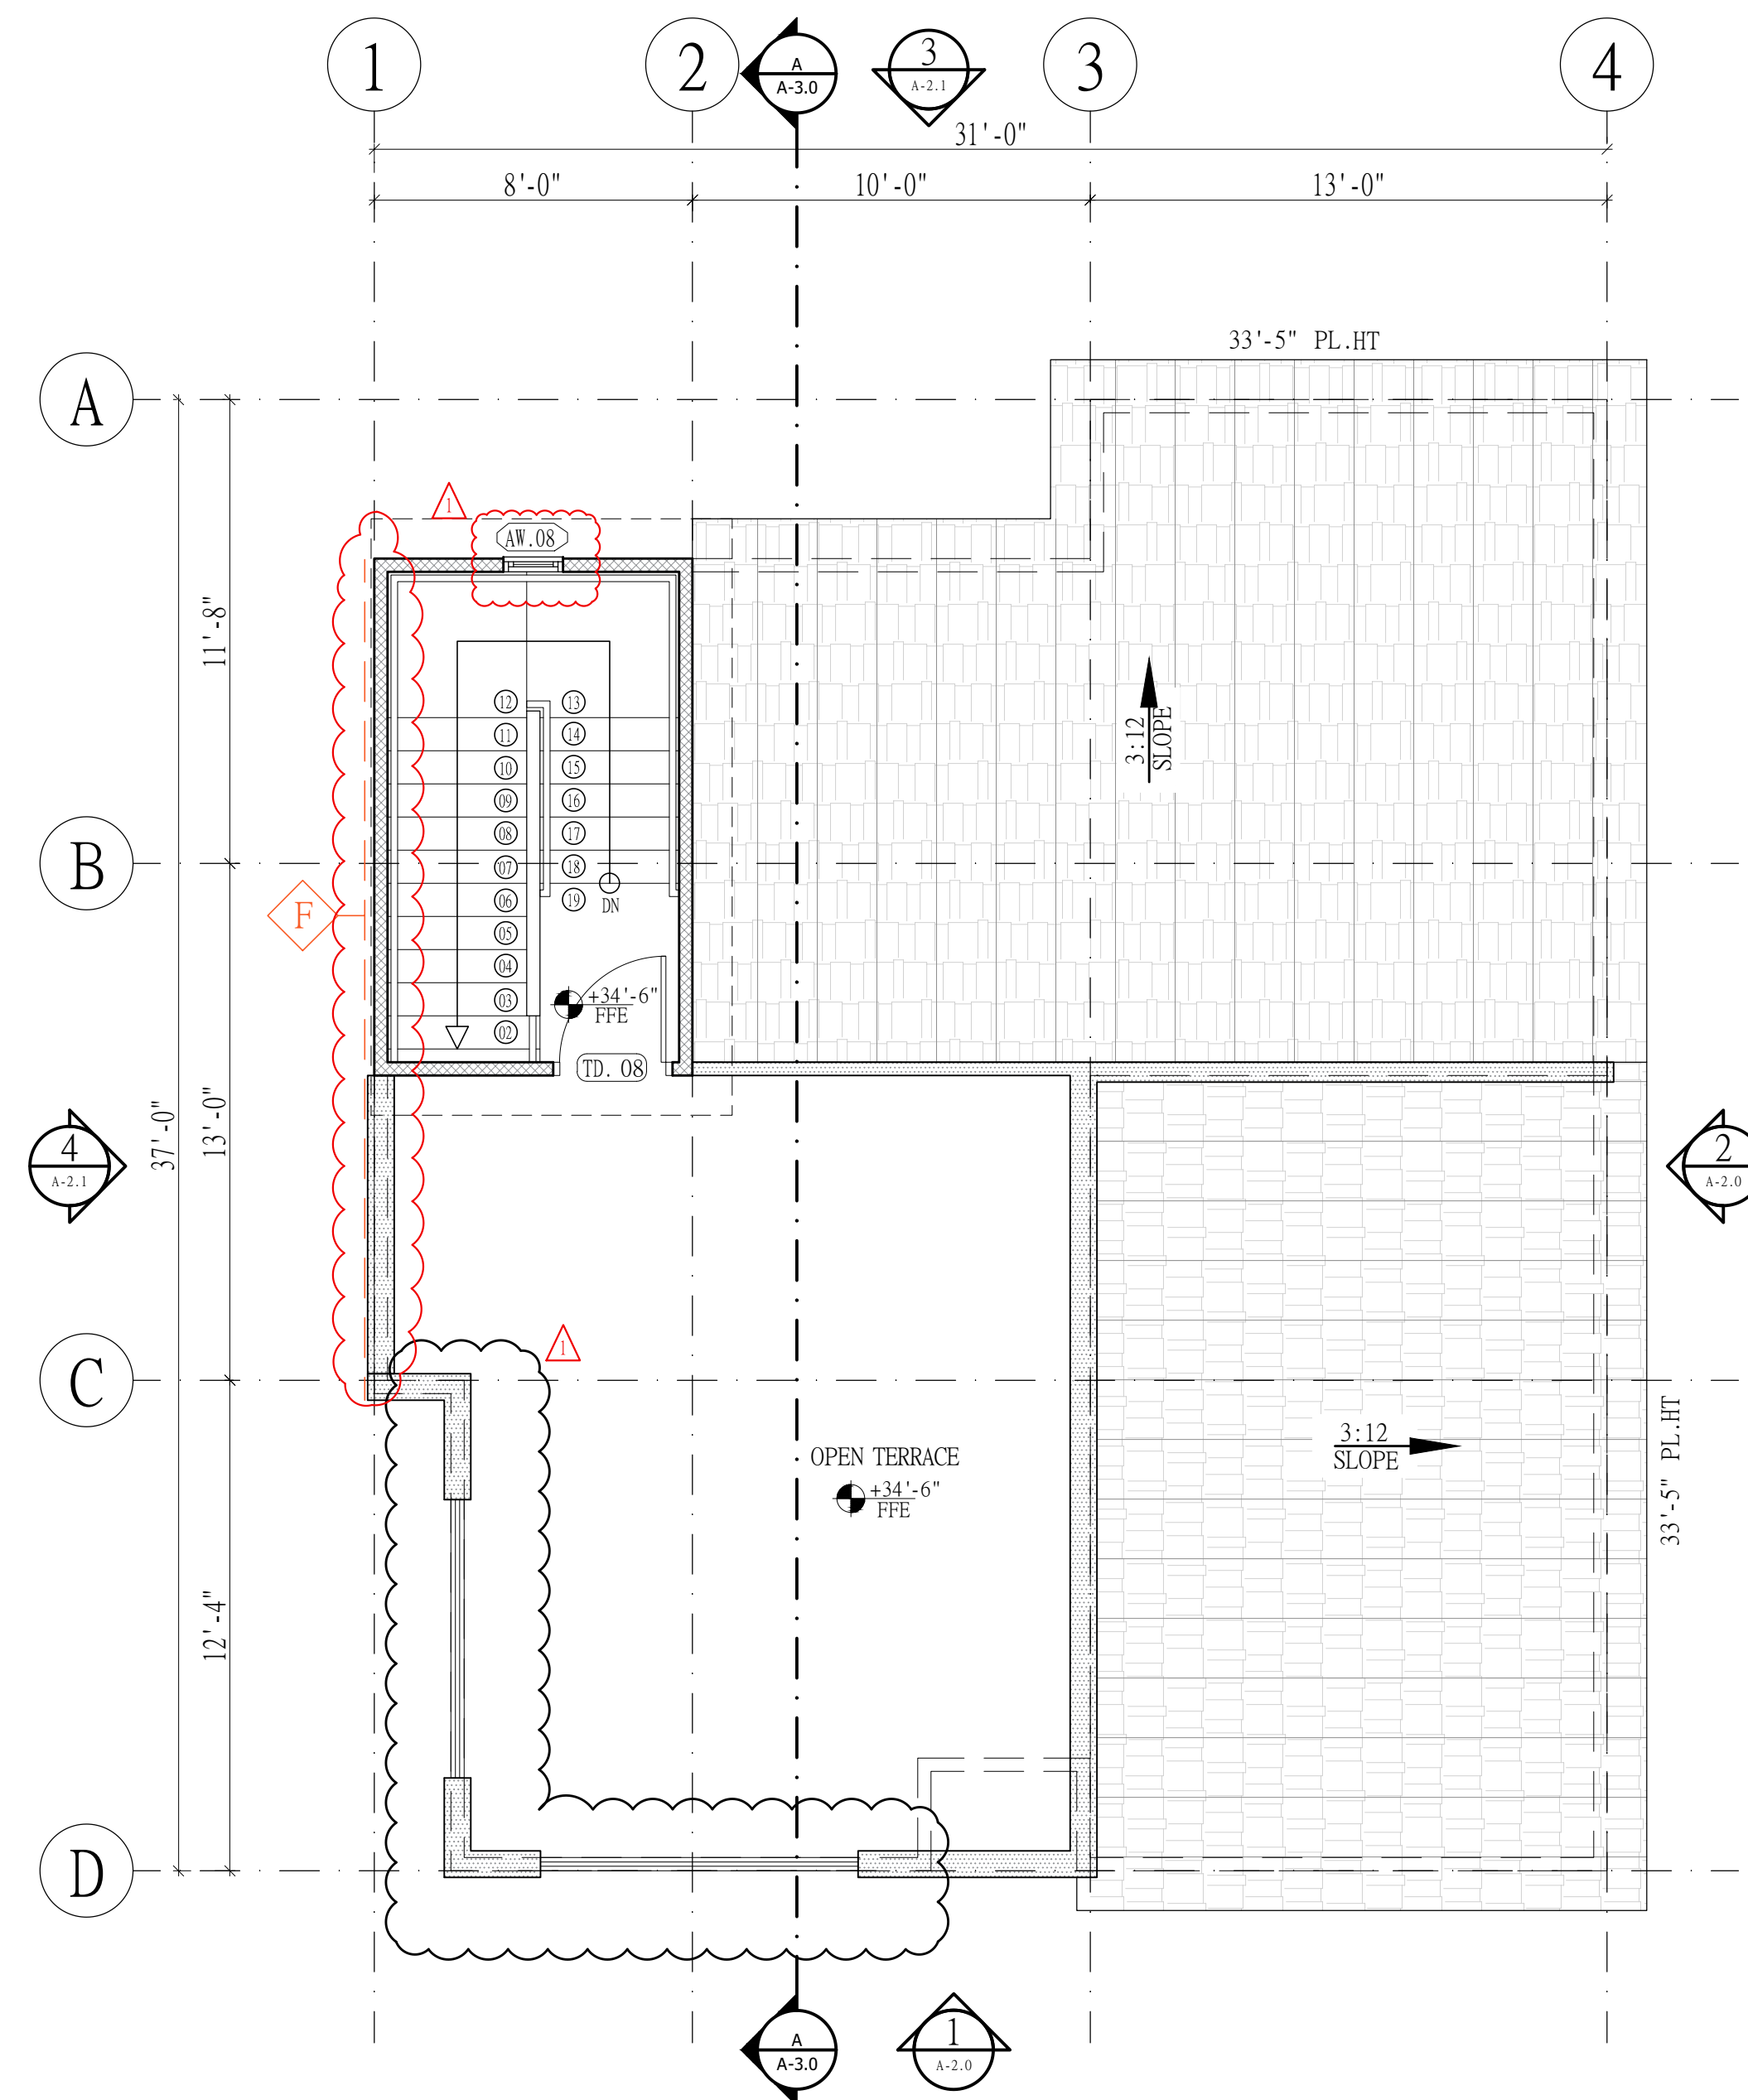 1
2
A
A-3.0
3
A-2.1
3
4
31'-0"
8'-0"
10'-0"
13'-0"
33'-5" PL.HT
A
1
AW.08
11'-8"
3:12
SLOPE
12
13
11
14
10
15
09
16
08
17
07
18
06
19
DN
05
04
03
02
B
F
+34'-6"
FFE
TD. 08
37'-0"
13'-0"
4
A-2.1
2
A-2.0
1
C
OPEN TERRACE
+34'-6"
FFE
3:12
SLOPE
33'-5" PL.HT
12'-4"
D
A
A-3.0
1
A-2.0